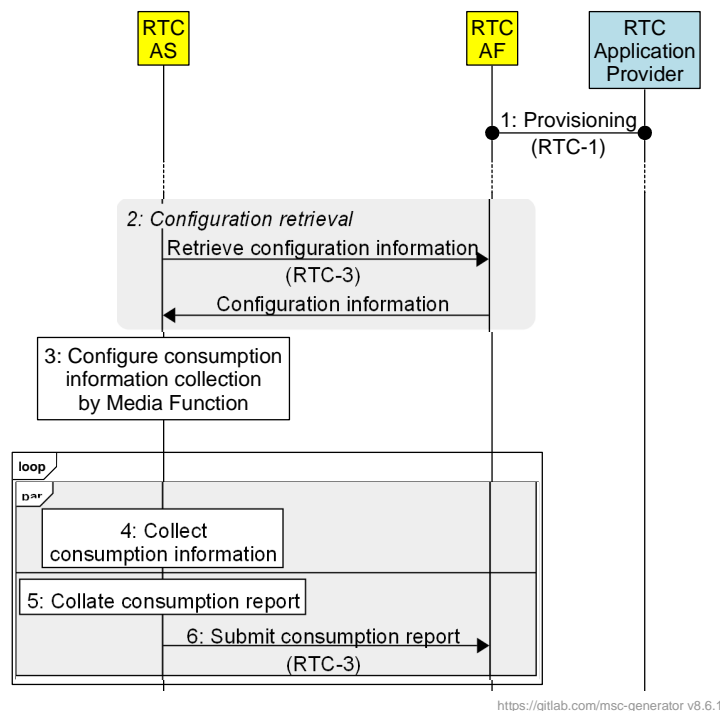 RTC
AS
RTC
AF
RTC
Application
Provider
1: Provisioning
(RTC-1)
2: Configuration retrieval
Retrieve configuration information
(RTC-3)
Configuration information
3: Configure consumption
information collection
by Media Function
loop
par
4: Collect
consumption information
5: Collate consumption report
6: Submit consumption report
(RTC-3)
https://gitlab.com/msc-generator v8.6.1